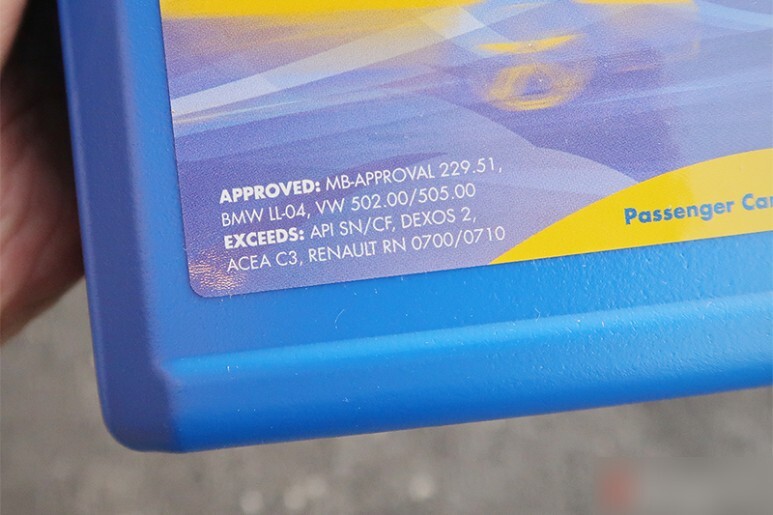 APPROVED: MB-APPROVAL 229.51,
BMW LL-04, VW 502.00/505.00
EXCEEDS: API SN/CF, DEXOS 2,
ACEA C3, RENAULT RN 0700/0710
Passenger Car